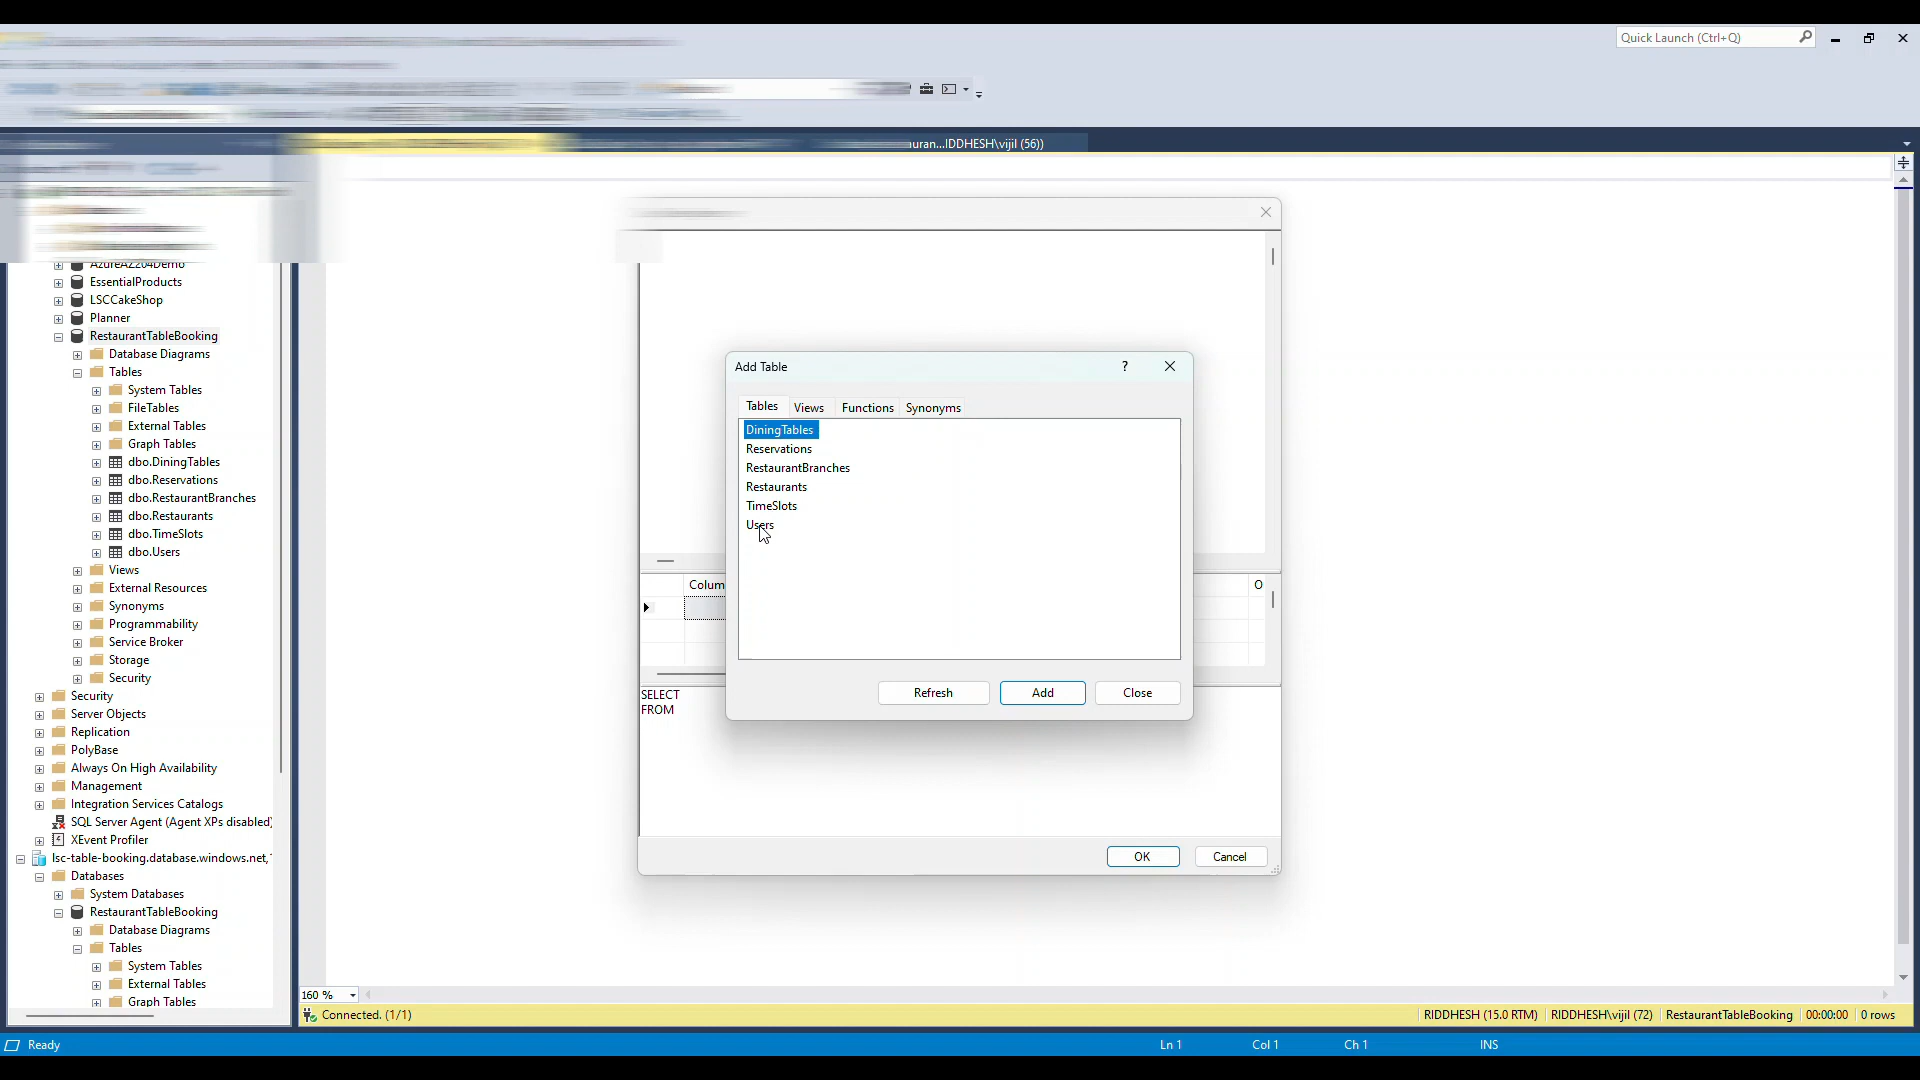 Quick Launch (Ctrl+Q)
uran...IDDHESH\vijil (56))
AzureAZ204Demo
EssentialProducts
LSCCakeShop
Planner
RestaurantTableBooking
Database Diagrams
Tables
System Tables
FileTables
External Tables
Graph Tables
dbo.DiningTables
dbo.Reservations
dbo.RestaurantBranches
dbo.Restaurants
dbo.TimeSlots
dbo.Users
Views
External Resources
Synonyms
Programmability
Service Broker
Storage
Security
Security
Server Objects
Replication
PolyBase
Always On High Availability
Management
Integration Services Catalogs
SQL Server Agent (Agent XPs disabled)
XEvent Profiler
lsc-table-booking.database.windows.net,
Databases
System Databases
RestaurantTableBooking
Database Diagrams
Tables
System Tables
External Tables
Graph Tables
Add Table
?
Tables Views Functions Synonyms
DiningTables
Reservations
RestaurantBranches
Restaurants
TimeSlots
Users
Refresh Add Close
Colum
O
SELECT
FROM
OK Cancel
160 %
Connected. (1/1)
RIDDHESH (15.0 RTM) RIDDHESH\vijil (72) RestaurantTableBooking 00:00:00 0 rows
Ready
Ln 1 Col 1 Ch 1 INS